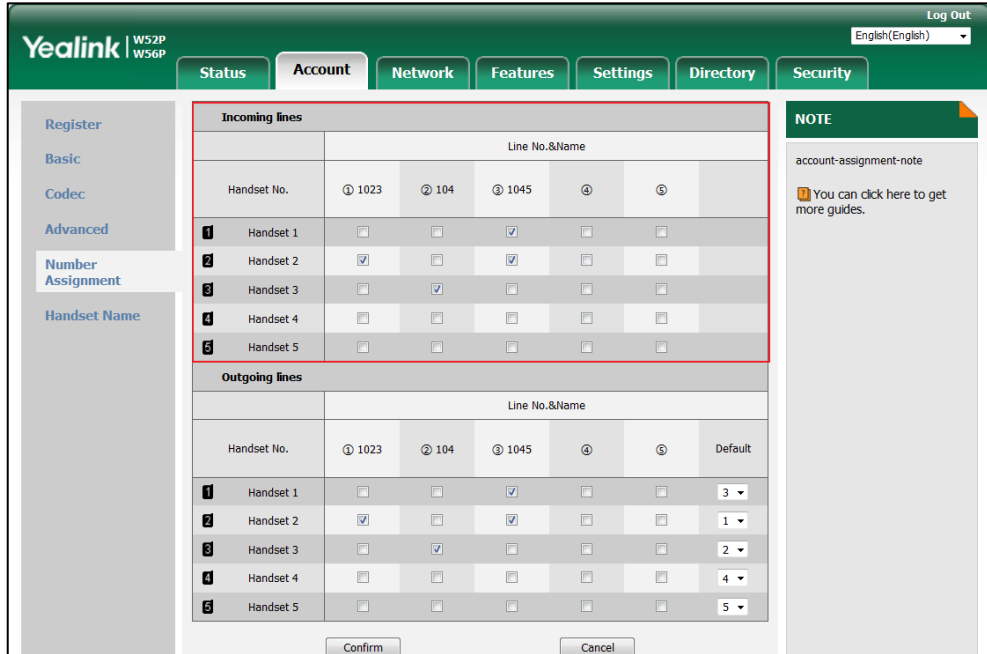 Log Out
Yealink | W52P
W56P
English(English)
Status Account Network Features Settings Directory Security
Register
Basic
Codec
Advanced
Number
Assignment
Handset Name
Incoming lines
Line No.&Name
Handset No. ① 1023 ② 104 ③ 1045 ④ ⑤
1 Handset 1
2 Handset 2
3 Handset 3
4 Handset 4
5 Handset 5
Outgoing lines
Line No.&Name
Handset No. ① 1023 ② 104 ③ 1045 ④ ⑤ Default
1 Handset 1 3
2 Handset 2 1
3 Handset 3 2
4 Handset 4 4
5 Handset 5 5
Confirm Cancel
NOTE
account-assignment-note
? You can click here to get
more guides.